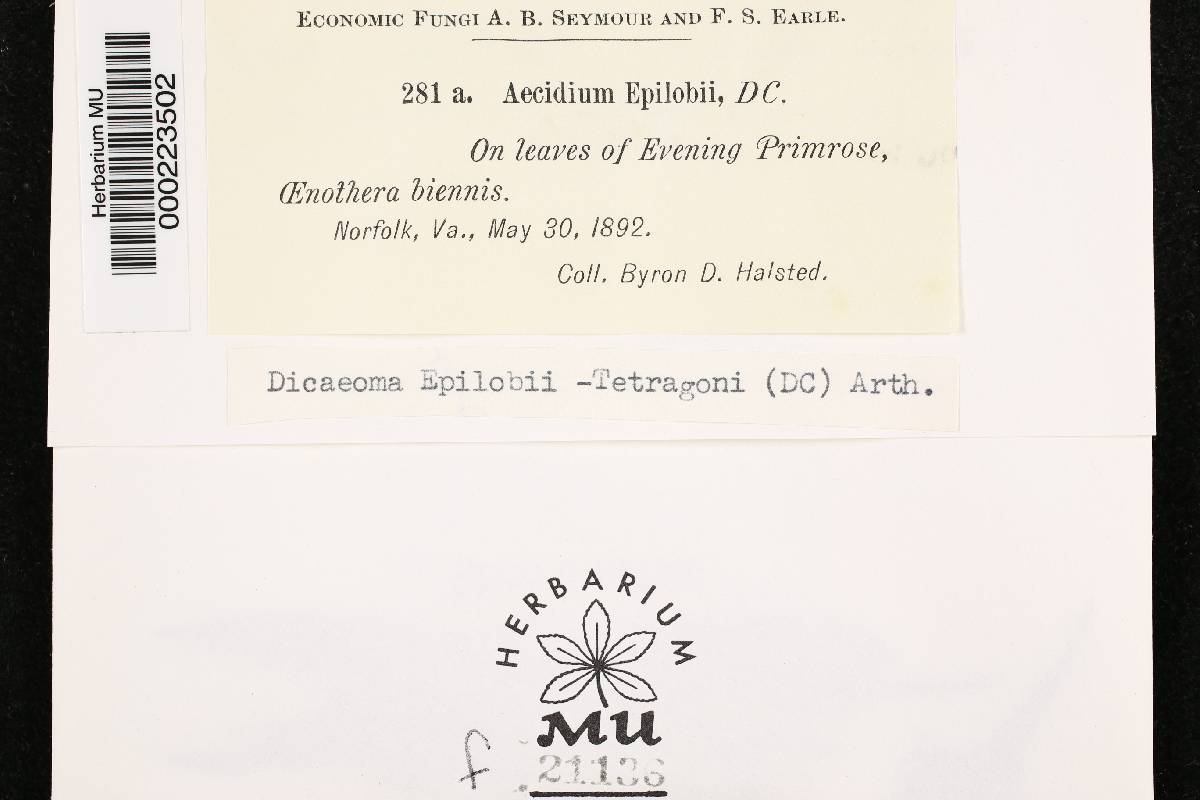 Economic Fungi A. B. Seymour and F. S. Earle.
281 a. Aecidium Epilobii, DC.
On leaves of Evening Primrose,
Œnothera biennis.
Norfolk, Va., May 30, 1892.
Coll. Byron D. Halsted.
Herbarium MU
000223502
Dicaeoma Epilobii -Tetragoni (DC) Arth.
HERBARIUM
MU
f
21136